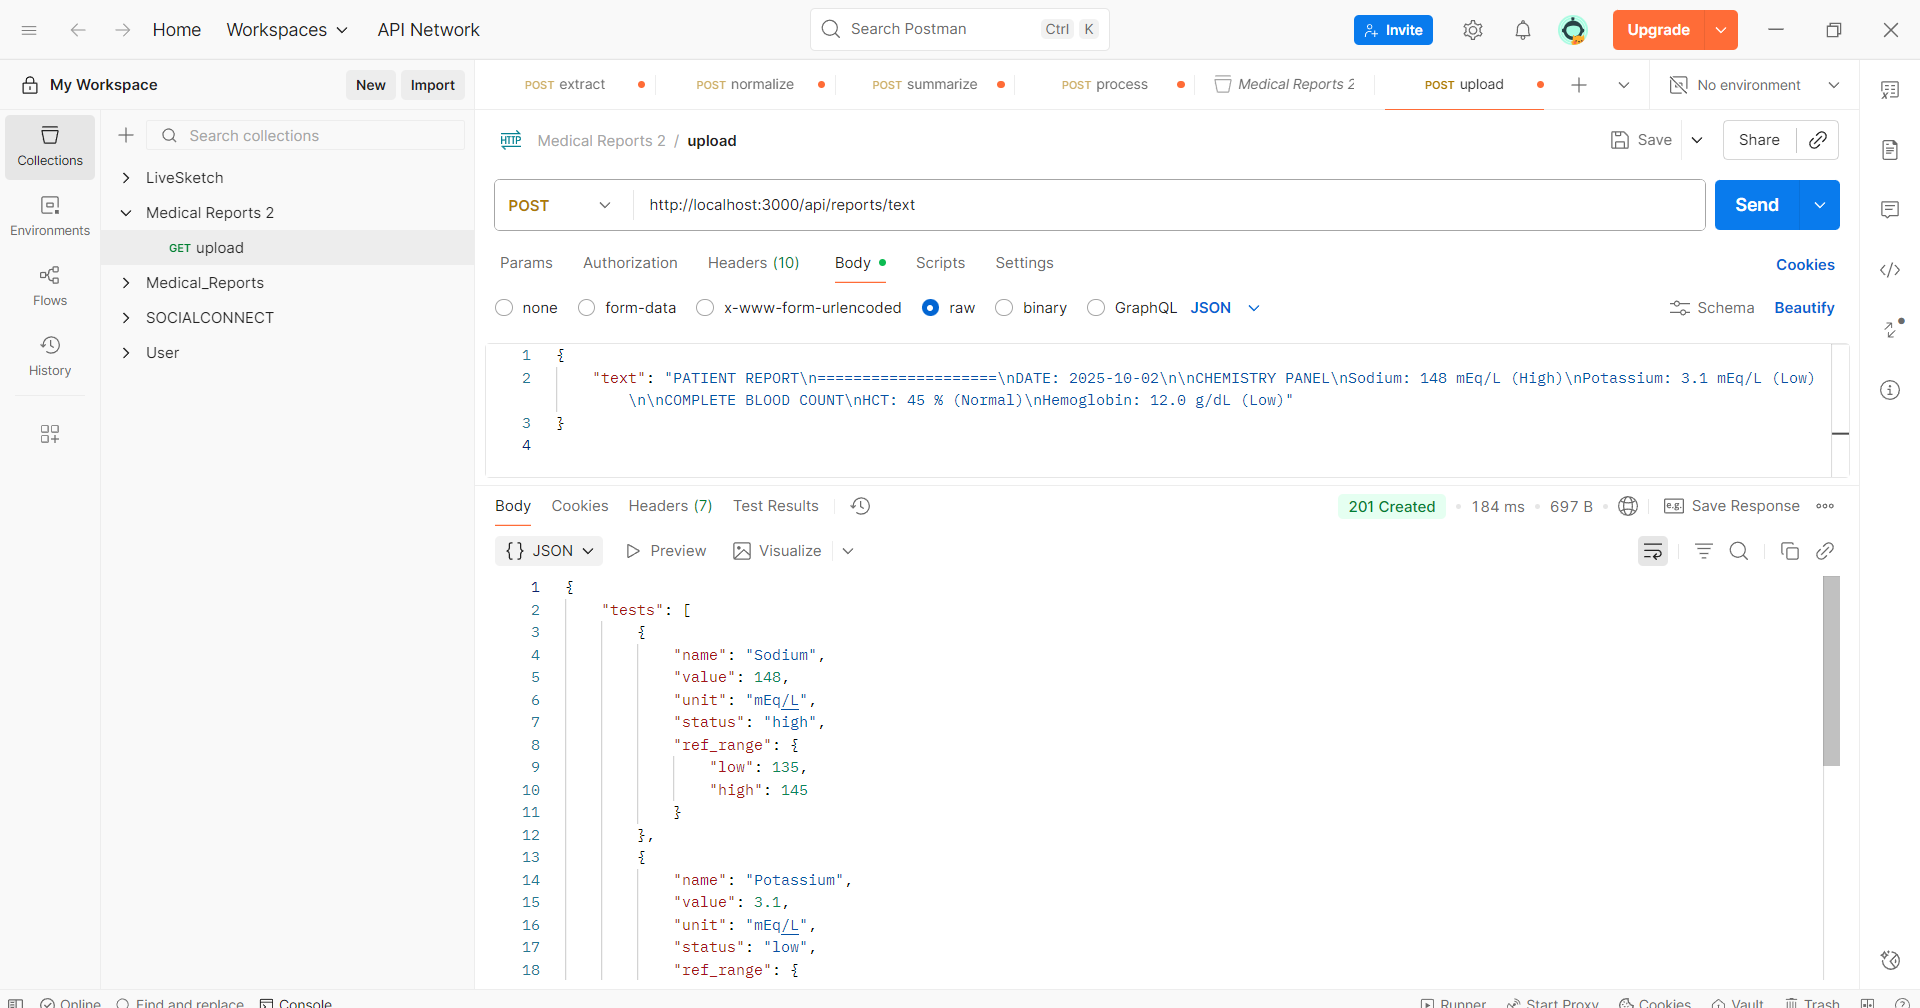 Home Workspaces API Network Search Postman Ctrl K Invite Upgrade
My Workspace New Import
POST extract POST normalize POST summarize POST process Medical Reports 2 POST upload No environment
Collections
Environments
Flows
History
Search collections
LiveSketch
Medical Reports 2
GET upload
Medical_Reports
SOCIALCONNECT
User
HTTP Medical Reports 2 / upload Save Share
POST http://localhost:3000/api/reports/text Send
Params Authorization Headers (10) Body Scripts Settings Cookies
none form-data x-www-form-urlencoded raw binary GraphQL JSON Schema Beautify
1 {
2 "text": "PATIENT REPORT\n====================\nDATE: 2025-10-02\n\nCHEMISTRY PANEL\nSodium: 148 mEq/L (High)\nPotassium: 3.1 mEq/L (Low)
\n\nCOMPLETE BLOOD COUNT\nHCT: 45 % (Normal)\nHemoglobin: 12.0 g/dL (Low)"
3 }
4
Body Cookies Headers (7) Test Results 201 Created 184 ms 697 B e.g. Save Response
{} JSON Preview Visualize
1 {
2 "tests": [
3 {
4 "name": "Sodium",
5 "value": 148,
6 "unit": "mEq/L",
7 "status": "high",
8 "ref_range": {
9 "low": 135,
10 "high": 145
11 }
12 },
13 {
14 "name": "Potassium",
15 "value": 3.1,
16 "unit": "mEq/L",
17 "status": "low",
18 "ref_range": {
Online Find and replace Console Runner Start Proxy Cookies Vault Trash